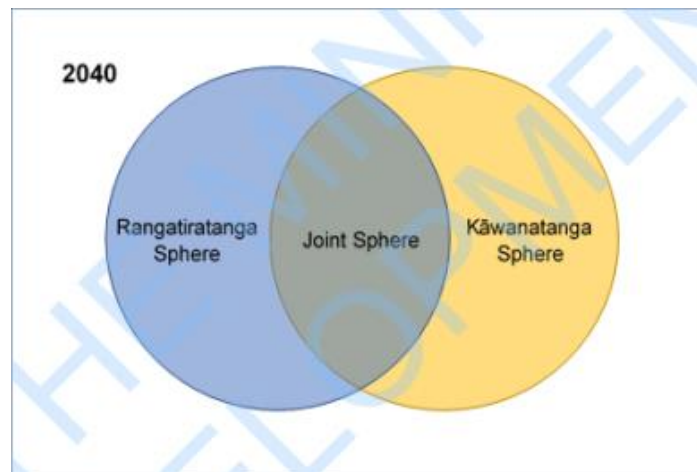 2040
Rangatiratanga
Sphere
Joint Sphere
Kāwanatanga
Sphere